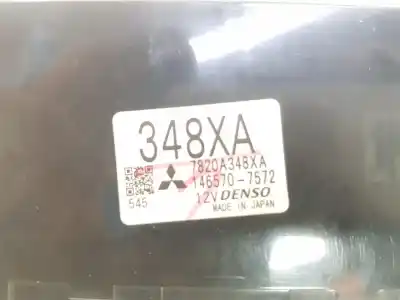 348XA
7820A348XA
146570-7572
545
12V DENSO
MADE IN JAPAN